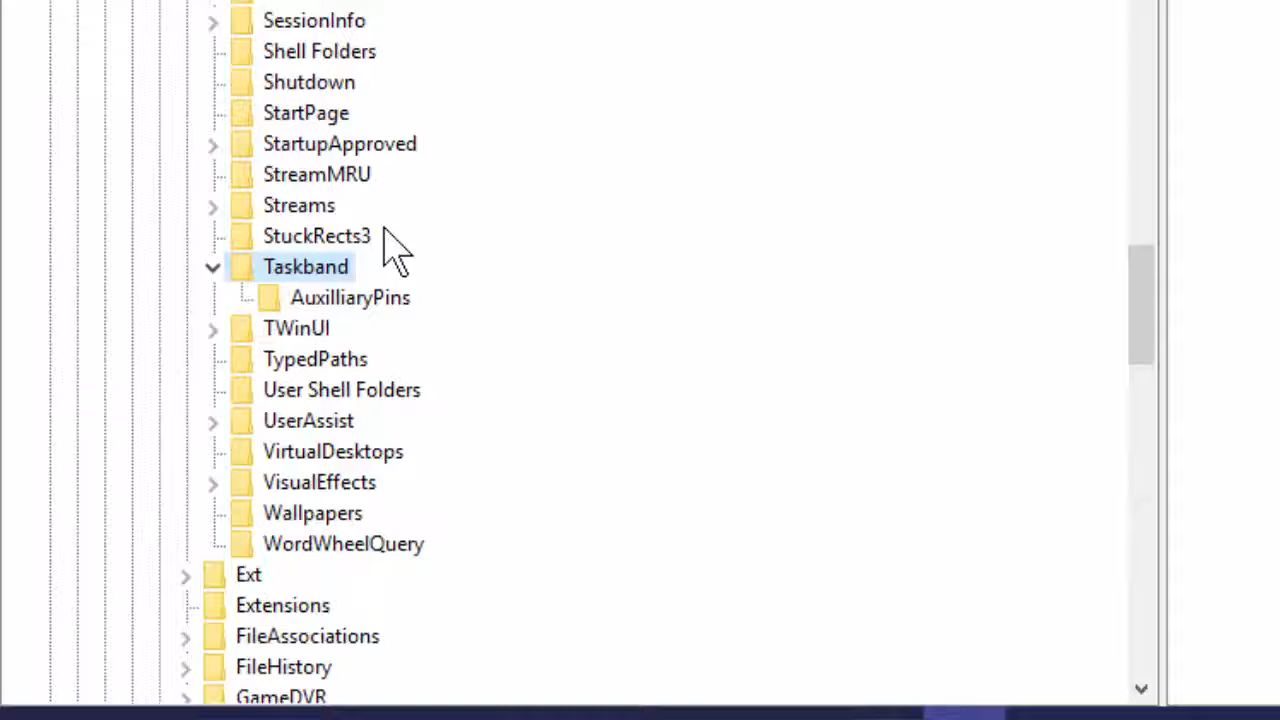 SessionInfo
Shell Folders
Shutdown
StartPage
StartupApproved
StreamMRU
Streams
StuckRects3
Taskband
AuxilliaryPins
TWinUI
TypedPaths
User Shell Folders
UserAssist
VirtualDesktops
VisualEffects
Wallpapers
WordWheelQuery
Ext
Extensions
FileAssociations
FileHistory
GameDVR